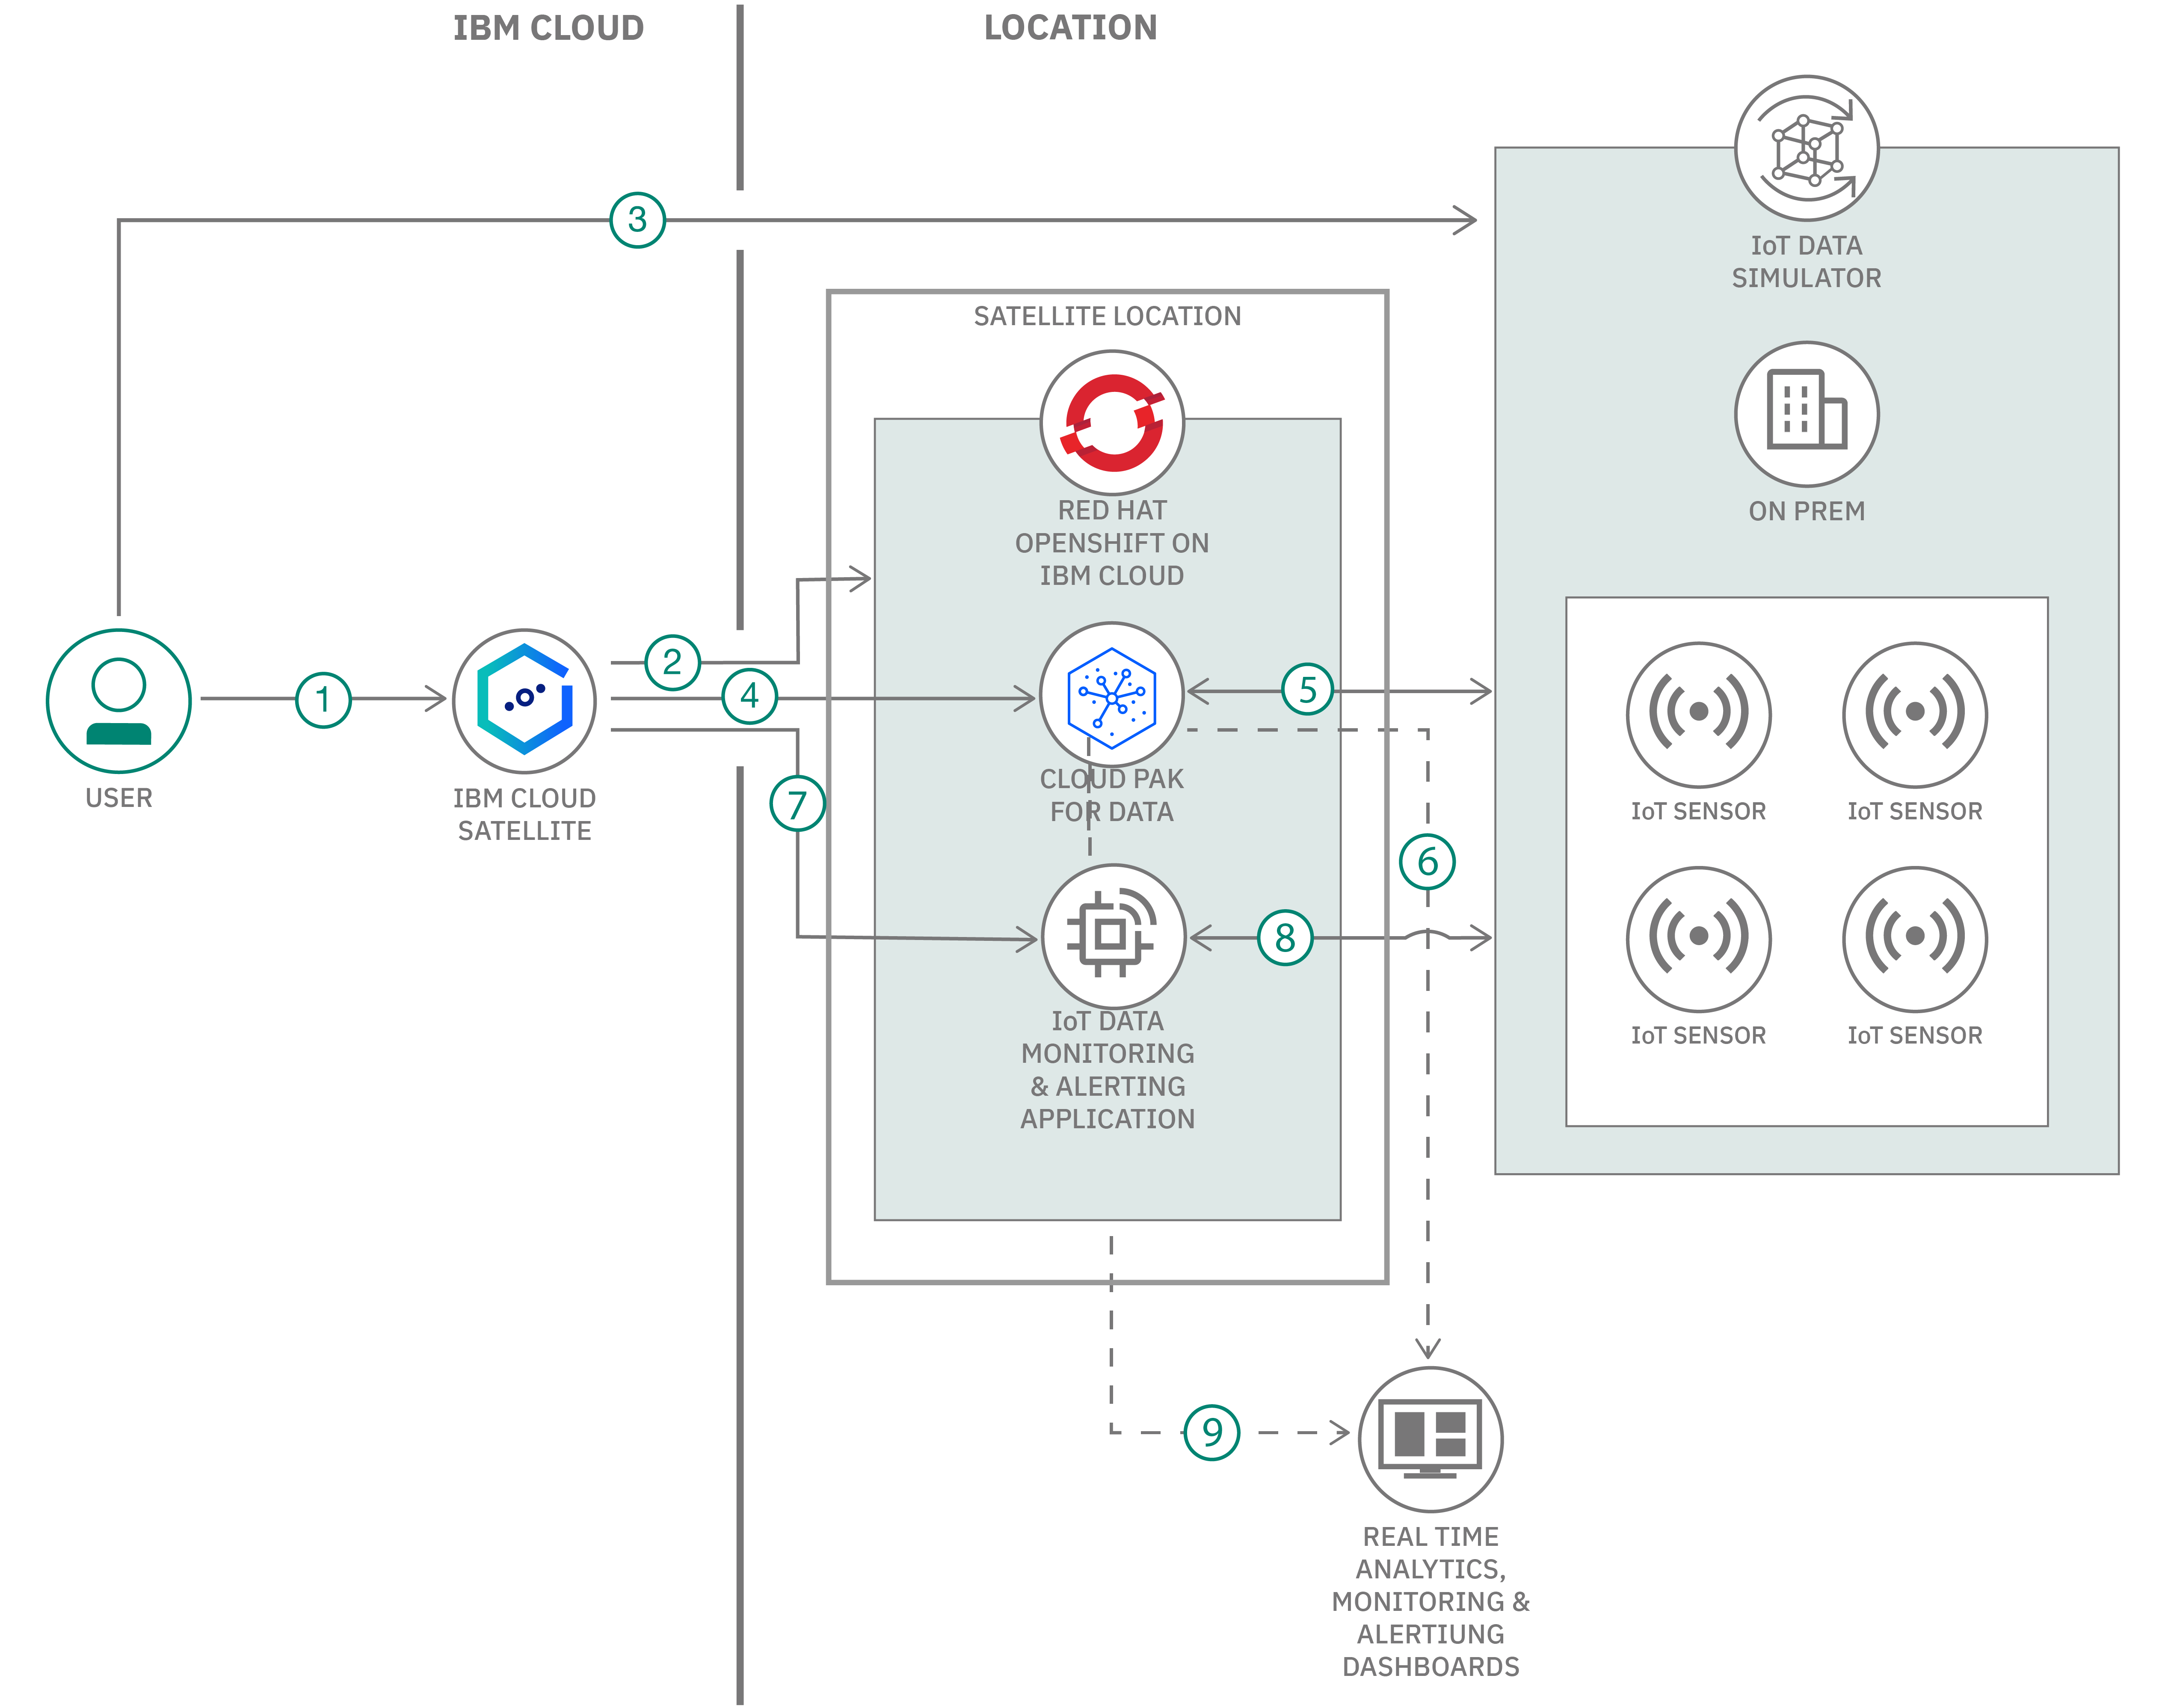 IBM CLOUD
LOCATION
3
IoT DATA
SIMULATOR
SATELLITE LOCATION
ON PREM
RED HAT
OPENSHIFT ON
IBM CLOUD
1
USER
IBM CLOUD
SATELLITE
2
4
7
CLOUD PAK
FOR DATA
5
6
8
IoT SENSOR
IoT SENSOR
IoT SENSOR
IoT SENSOR
IoT DATA
MONITORING
& ALERTING
APPLICATION
9
REAL TIME
ANALYTICS,
MONITORING &
ALERTIUNG
DASHBOARDS